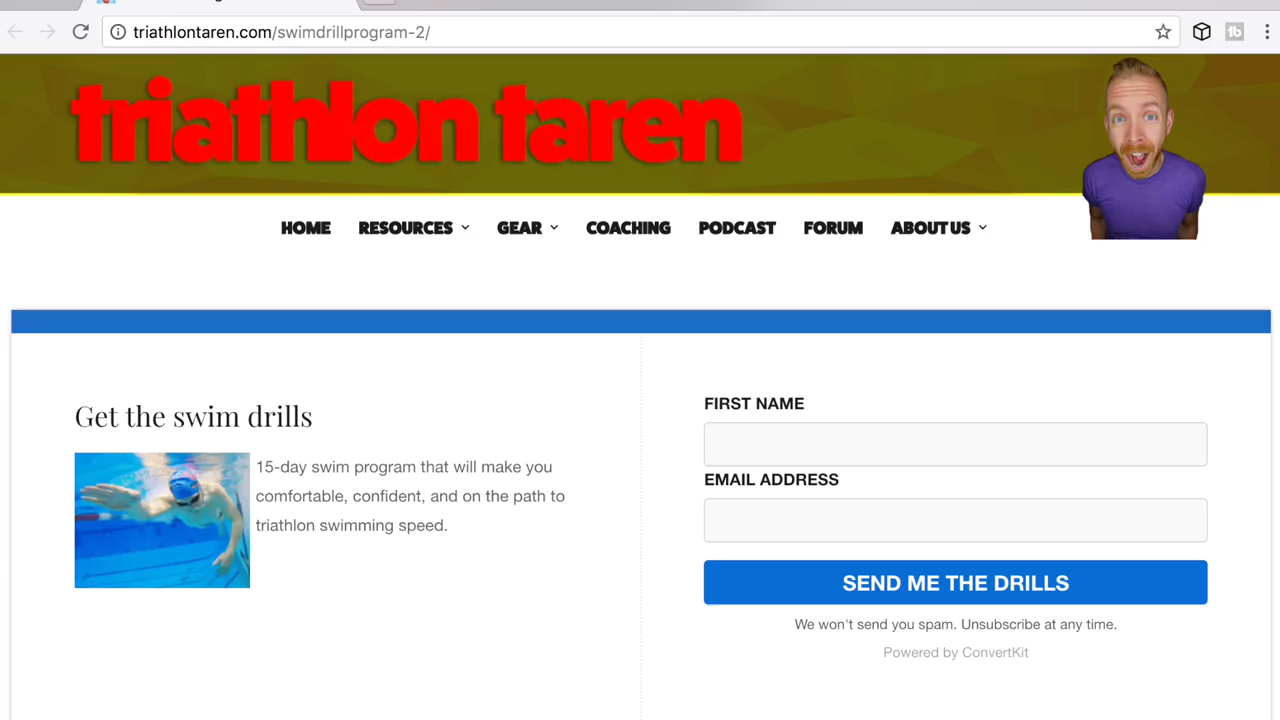 triathlontaren.com/swimdrillprogram-2/
triathlon taren
HOME RESOURCES GEAR COACHING PODCAST FORUM ABOUT US
Get the swim drills
15-day swim program that will make you
comfortable, confident, and on the path to
triathlon swimming speed.
FIRST NAME
EMAIL ADDRESS
SEND ME THE DRILLS
We won't send you spam. Unsubscribe at any time.
Powered by ConvertKit